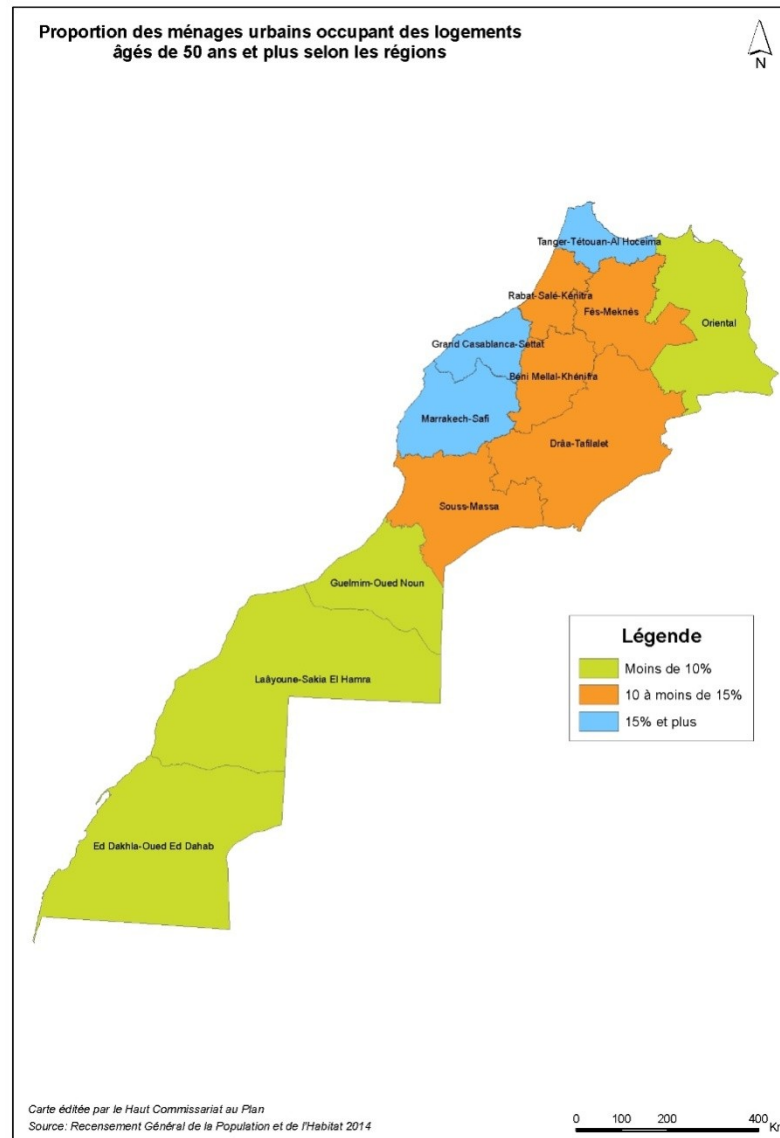 Proportion des ménages urbains occupant des logements
âgés de 50 ans et plus selon les régions
N
Tanger-Tétouan-Al Hoceima
Rabat-Salé-Kénitra
Fès-Meknès
Oriental
Grand Casablanca-Settat
Béni Mellal-Khénifra
Marrakech-Safi
Drâa-Tafilalet
Souss-Massa
Guelmim-Oued Noun
Laâyoune-Sakia El Hamra
Ed Dakhla-Oued Ed Dahab
Légende
Moins de 10%
10 à moins de 15%
15% et plus
Carte éditée par le Haut Commissariat au Plan
Source: Recensement Général de la Population et de l'Habitat 2014
0 100 200 400
Km